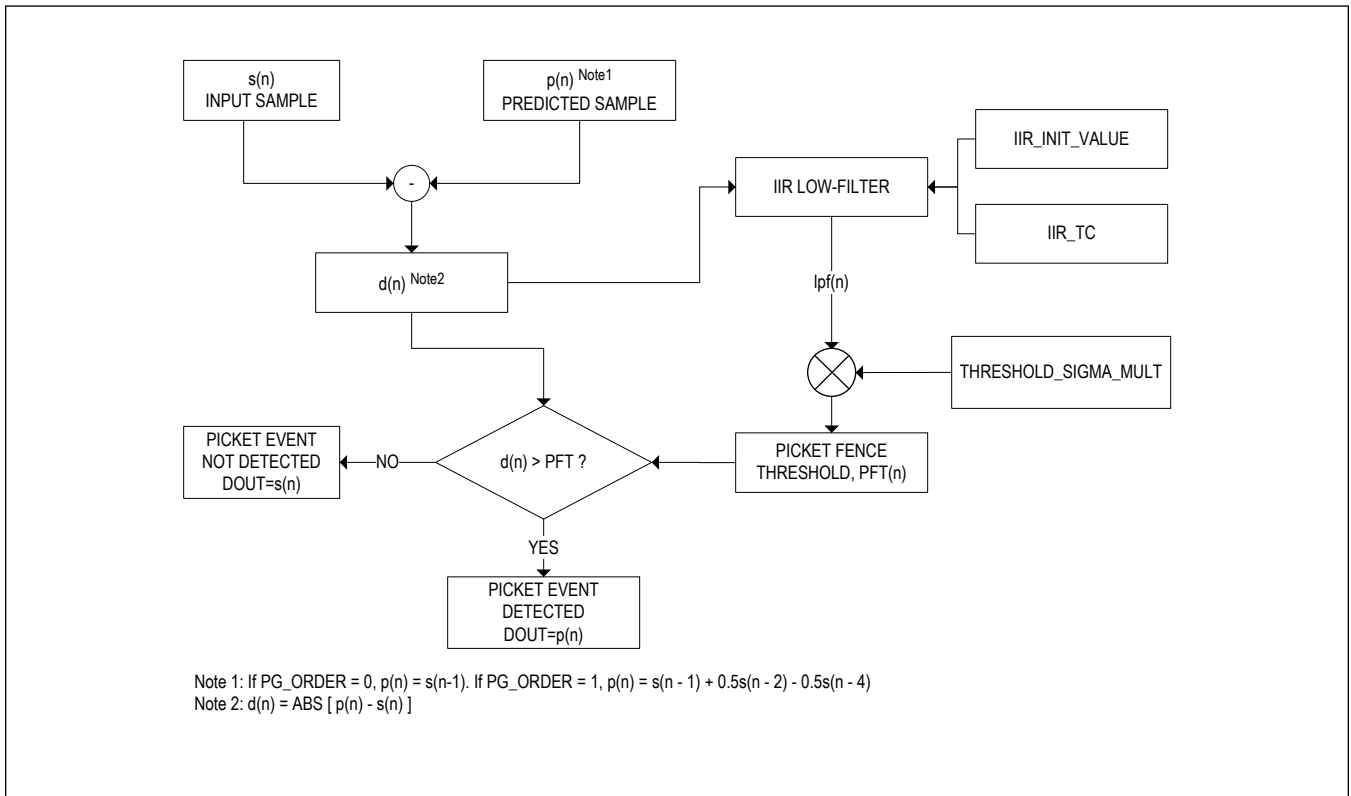 s(n)
INPUT SAMPLE
p(n) Note1
PREDICTED SAMPLE
-
d(n) Note2
IIR LOW-FILTER
IIR_INIT_VALUE
IIR_TC
lpf(n)
THRESHOLD_SIGMA_MULT
PICKET FENCE
THRESHOLD, PFT(n)
d(n) > PFT ?
NO
PICKET EVENT
NOT DETECTED
DOUT=s(n)
YES
PICKET EVENT
DETECTED
DOUT=p(n)
Note 1: If PG_ORDER = 0, p(n) = s(n-1). If PG_ORDER = 1, p(n) = s(n - 1) + 0.5s(n - 2) - 0.5s(n - 4)
Note 2: d(n) = ABS [ p(n) - s(n) ]